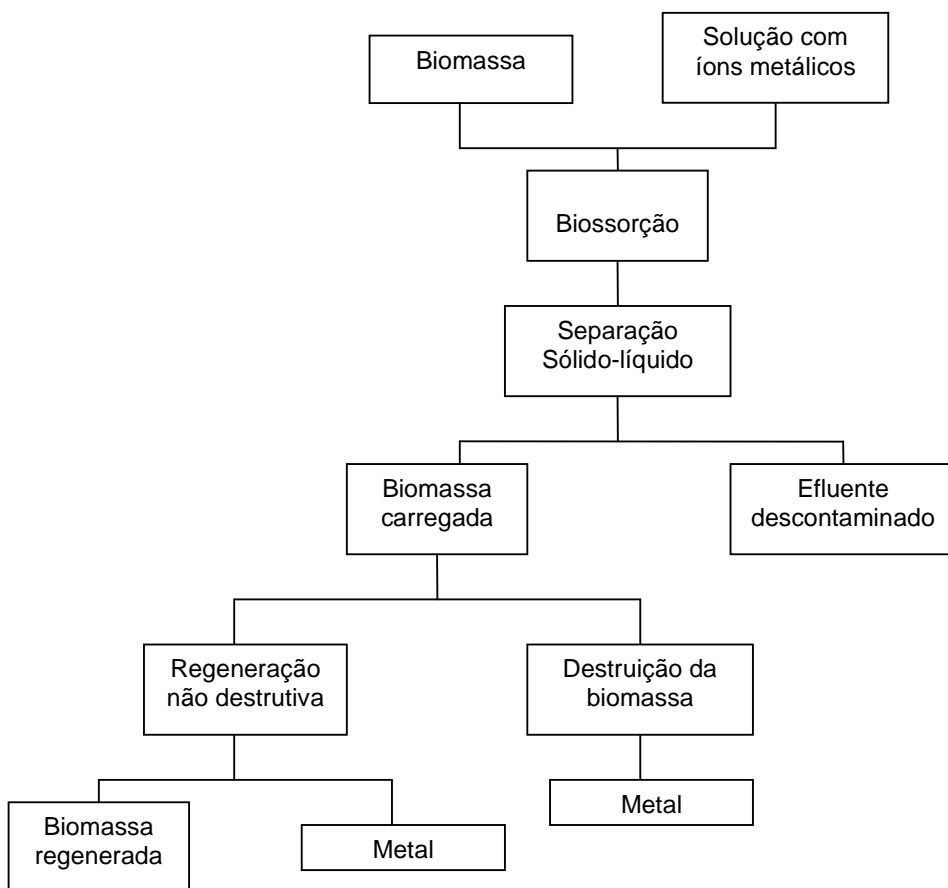 Biomassa
Solução com
íons metálicos
Biossorção
Separação
Sólido-líquido
Biomassa
carregada
Efluente
descontaminado
Regeneração
não destrutiva
Destruição da
biomassa
Biomassa
regenerada
Metal
Metal